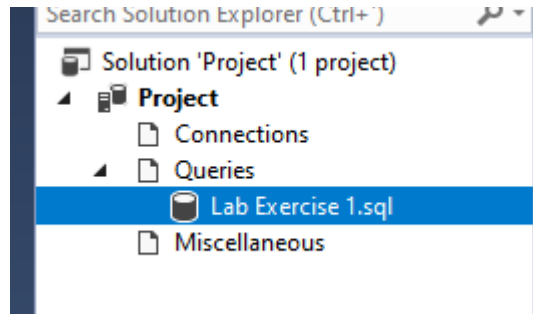 Search Solution Explorer (Ctrl+`)
Solution 'Project' (1 project)
Project
Connections
Queries
Lab Exercise 1.sql
Miscellaneous